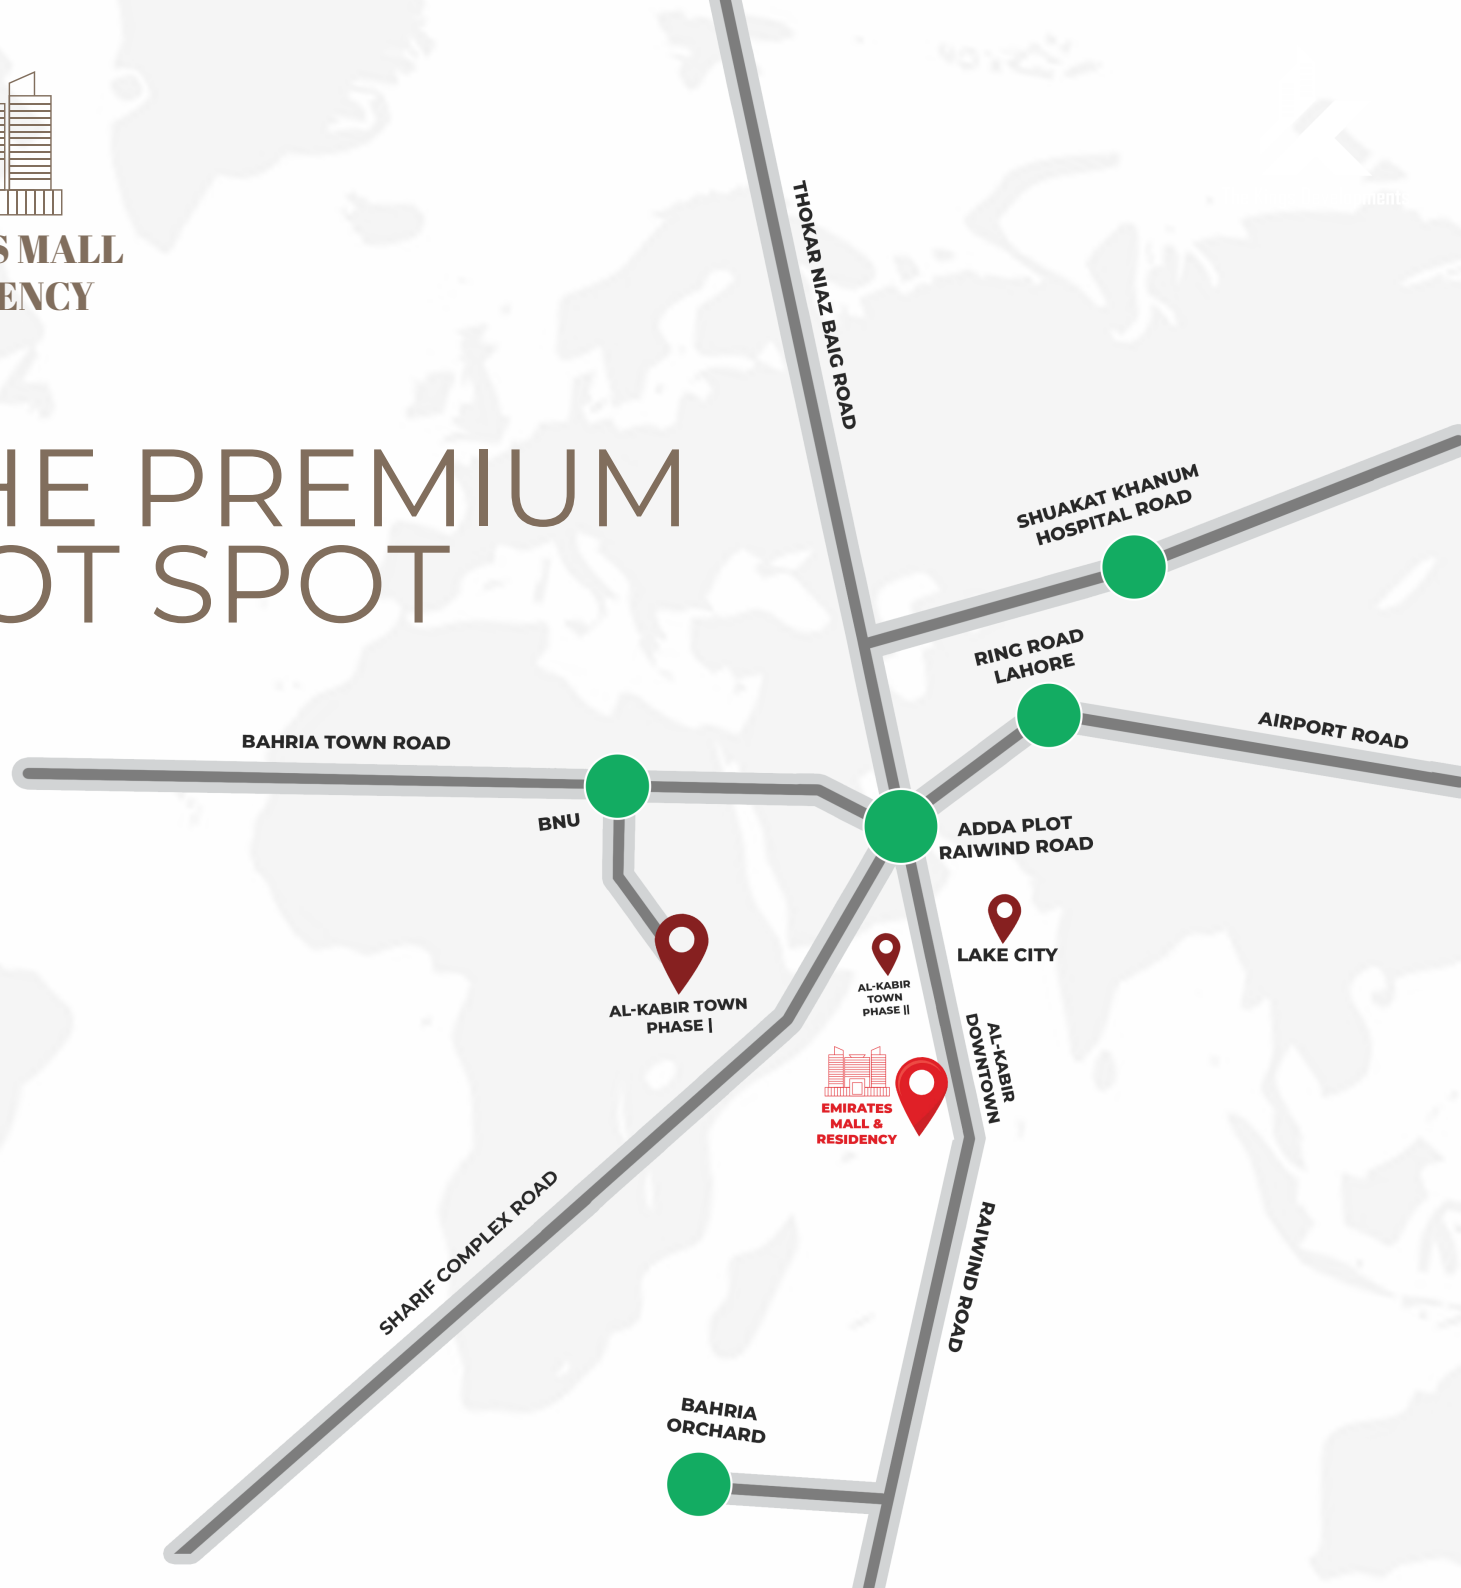 S MALL
ENCY
HE PREMIUM
OT SPOT
THOKAR NIAZ BAIG ROAD
SHUAKAT KHANUM
HOSPITAL ROAD
RING ROAD
LAHORE
AIRPORT ROAD
BAHRIA TOWN ROAD
BNU
ADDA PLOT
RAIWIND ROAD
LAKE CITY
AL-KABIR
TOWN
PHASE ||
AL-KABIR TOWN
PHASE |
AL-KABIR
DOWNTOWN
EMIRATES
MALL &
RESIDENCY
SHARIF COMPLEX ROAD
RAIWIND ROAD
BAHRIA
ORCHARD